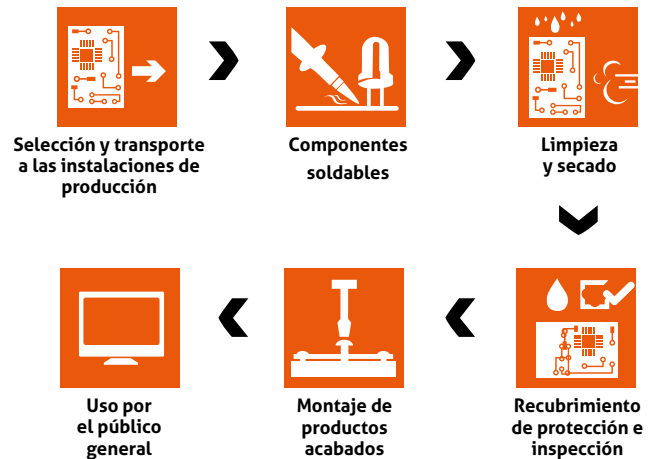 Selección y transporte
a las instalaciones de
producción
Componentes
soldables
Limpieza
y secado
Uso por
el público
general
Montaje de
productos
acabados
Recubrimiento
de protección e
inspección